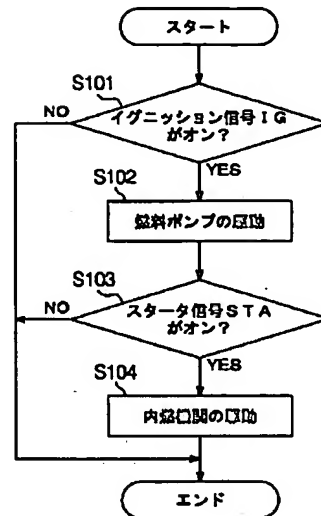 スタート
S101
イグニッション信号IG
がオン?
NO
YES
S102
燃料ポンプの駆動
S103
スタータ信号STA
がオン?
NO
YES
S104
内燃機関の駆動
エンド